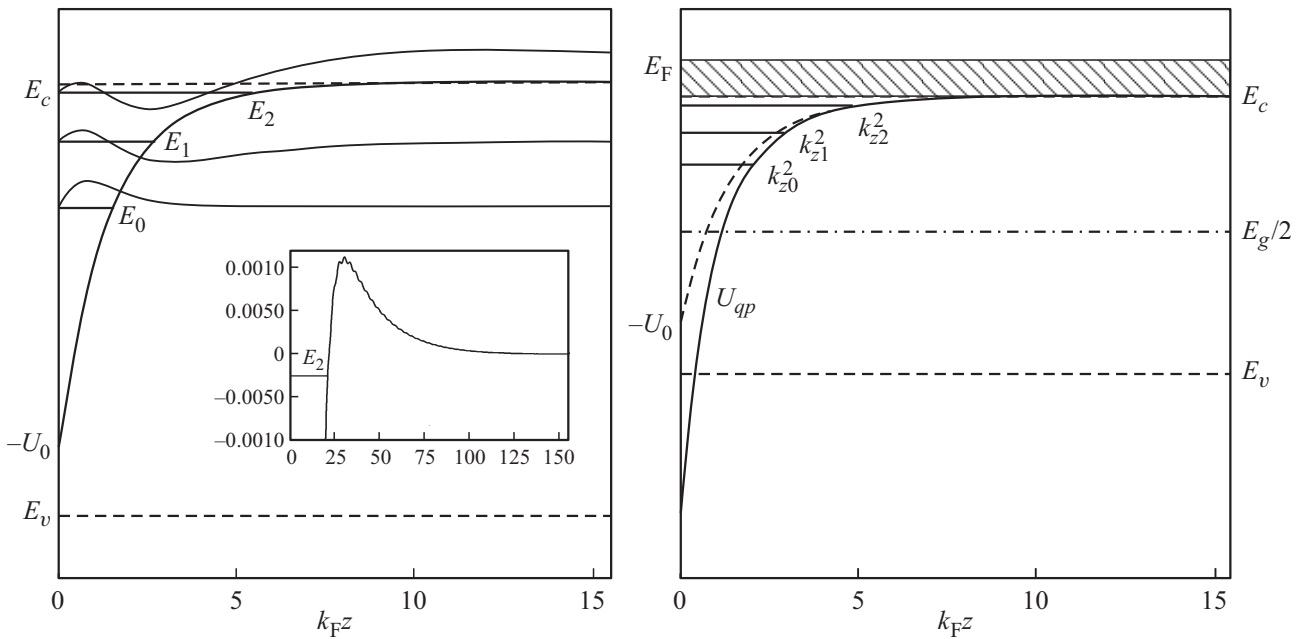 E_c
E_2
E_1
E_0
0.0010
0.0050
0
E_2
−0.0050
−0.0010
0 25 50 75 100 125 150
−U_0
E_v
0 5 10 15
k_F z
E_F
E_c
k_{z2}^2
k_{z1}^2
k_{z0}^2
E_g/2
U_{qp}
−U_0
E_v
0 5 10 15
k_F z